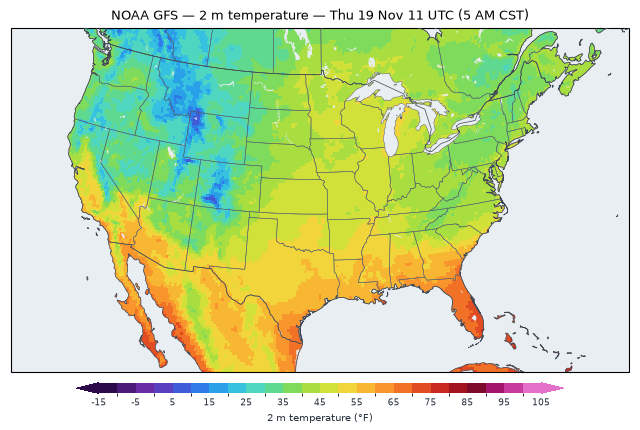 NOAA GFS — 2 m temperature — Thu 19 Nov 11 UTC (5 AM CST)
-15 -5 5 15 25 35 45 55 65 75 85 95 105
2 m temperature (°F)